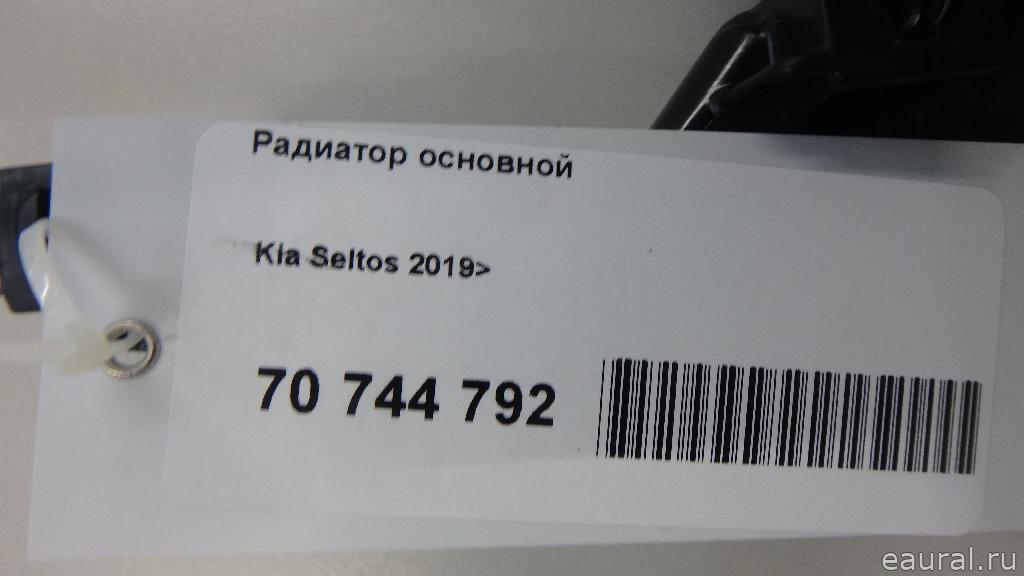 Радиатор основной
Kia Seltos 2019>
70 744 792
eaural.ru